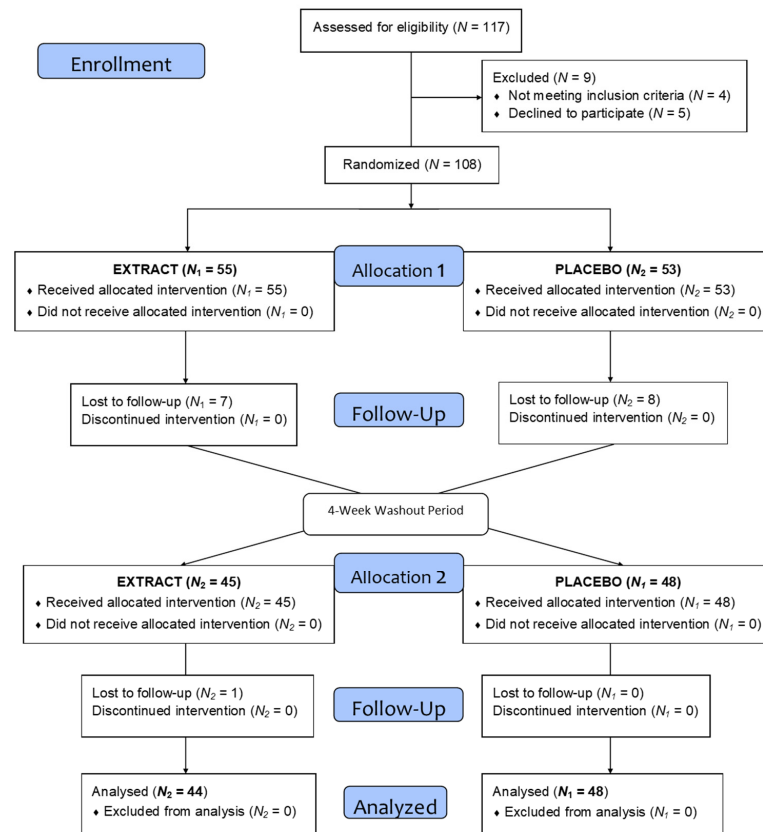 Assessed for eligibility (N = 117)
Enrollment
Excluded (N = 9)
♦ Not meeting inclusion criteria (N = 4)
♦ Declined to participate (N = 5)
Randomized (N = 108)
EXTRACT (N₁ = 55)
♦ Received allocated intervention (N₁ = 55)
♦ Did not receive allocated intervention (N₁ = 0)
Allocation 1
PLACEBO (N₂ = 53)
♦ Received allocated intervention (N₂ = 53)
♦ Did not receive allocated intervention (N₂ = 0)
Lost to follow-up (N₁ = 7)
Discontinued intervention (N₁ = 0)
Follow-Up
Lost to follow-up (N₂ = 8)
Discontinued intervention (N₂ = 0)
4-Week Washout Period
EXTRACT (N₂ = 45)
♦ Received allocated intervention (N₂ = 45)
♦ Did not receive allocated intervention (N₂ = 0)
Allocation 2
PLACEBO (N₁ = 48)
♦ Received allocated intervention (N₁ = 48)
♦ Did not receive allocated intervention (N₁ = 0)
Lost to follow-up (N₂ = 1)
Discontinued intervention (N₂ = 0)
Follow-Up
Lost to follow-up (N₁ = 0)
Discontinued intervention (N₁ = 0)
Analysed (N₂ = 44)
♦ Excluded from analysis (N₂ = 0)
Analyzed
Analysed (N₁ = 48)
♦ Excluded from analysis (N₁ = 0)